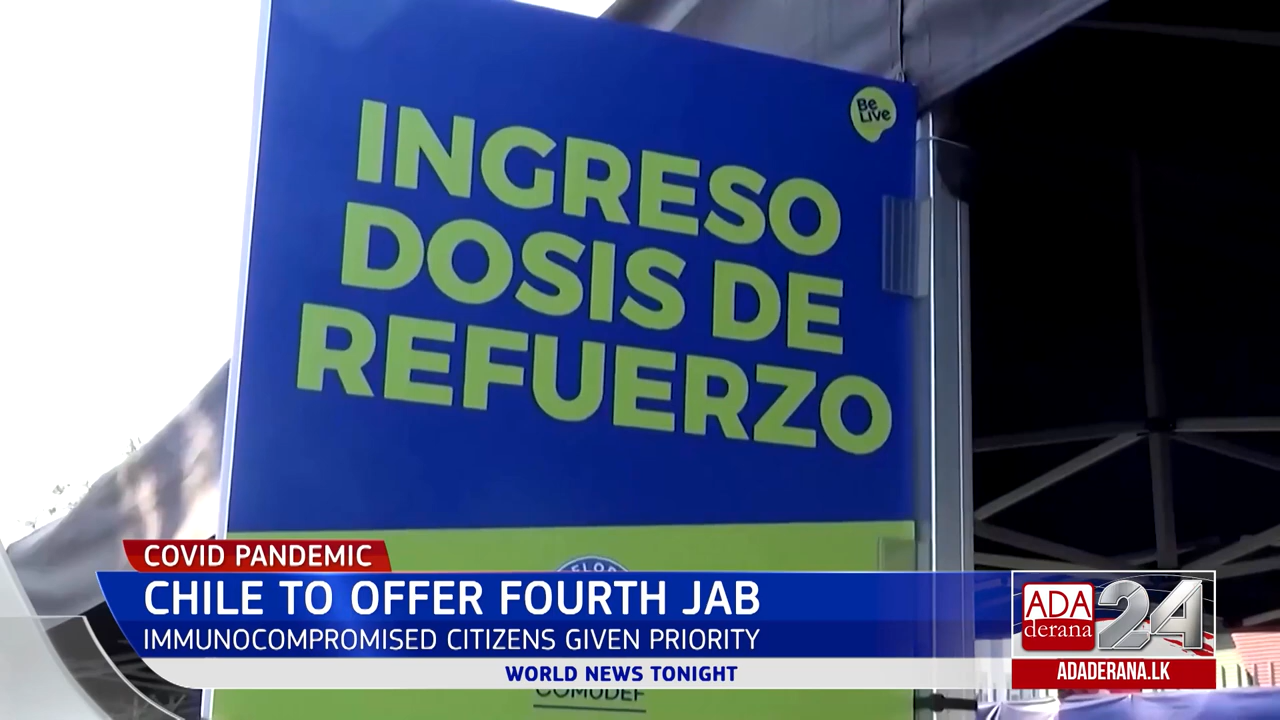 Be
Live
INGRESO
DOSIS DE
REFUERZO
COVID PANDEMIC
CHILE TO OFFER FOURTH JAB
IMMUNOCOMPROMISED CITIZENS GIVEN PRIORITY
WORLD NEWS TONIGHT
COMUDEF
ADA
derana
24
ADADERANA.LK